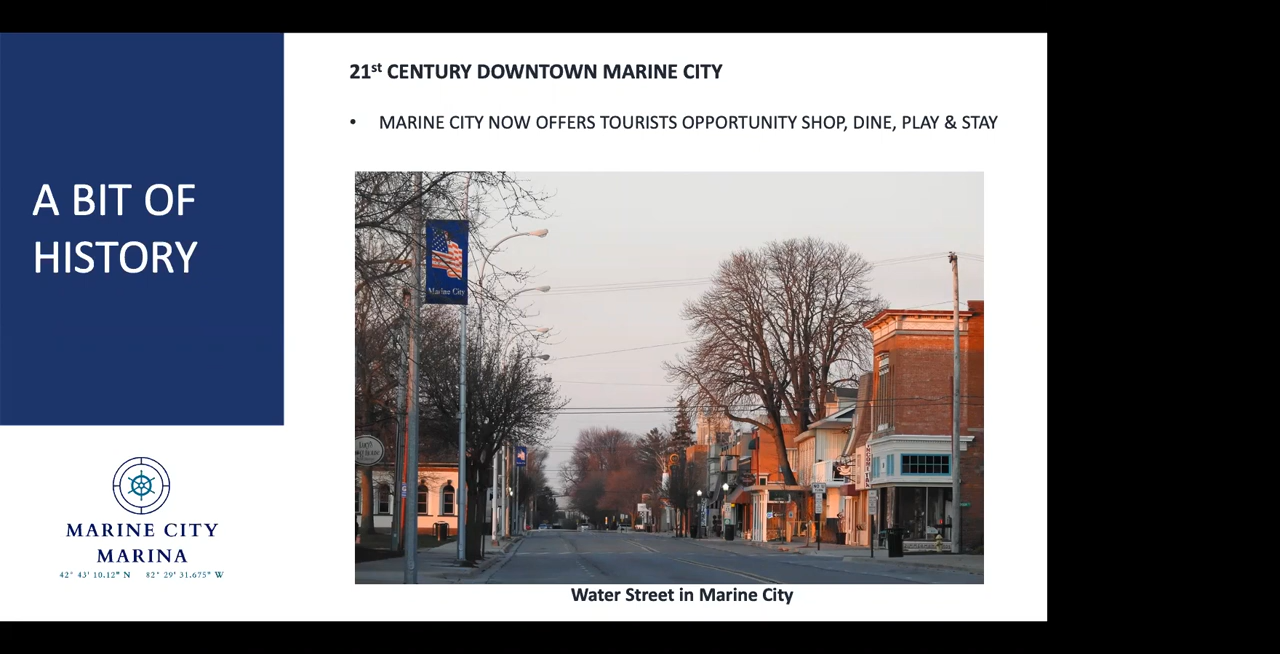 21st CENTURY DOWNTOWN MARINE CITY
• MARINE CITY NOW OFFERS TOURISTS OPPORTUNITY SHOP, DINE, PLAY & STAY
A BIT OF
HISTORY
Marine City
MARINE CITY
MARINA
42° 43' 10.12" N 82° 29' 31.675" W
Water Street in Marine City